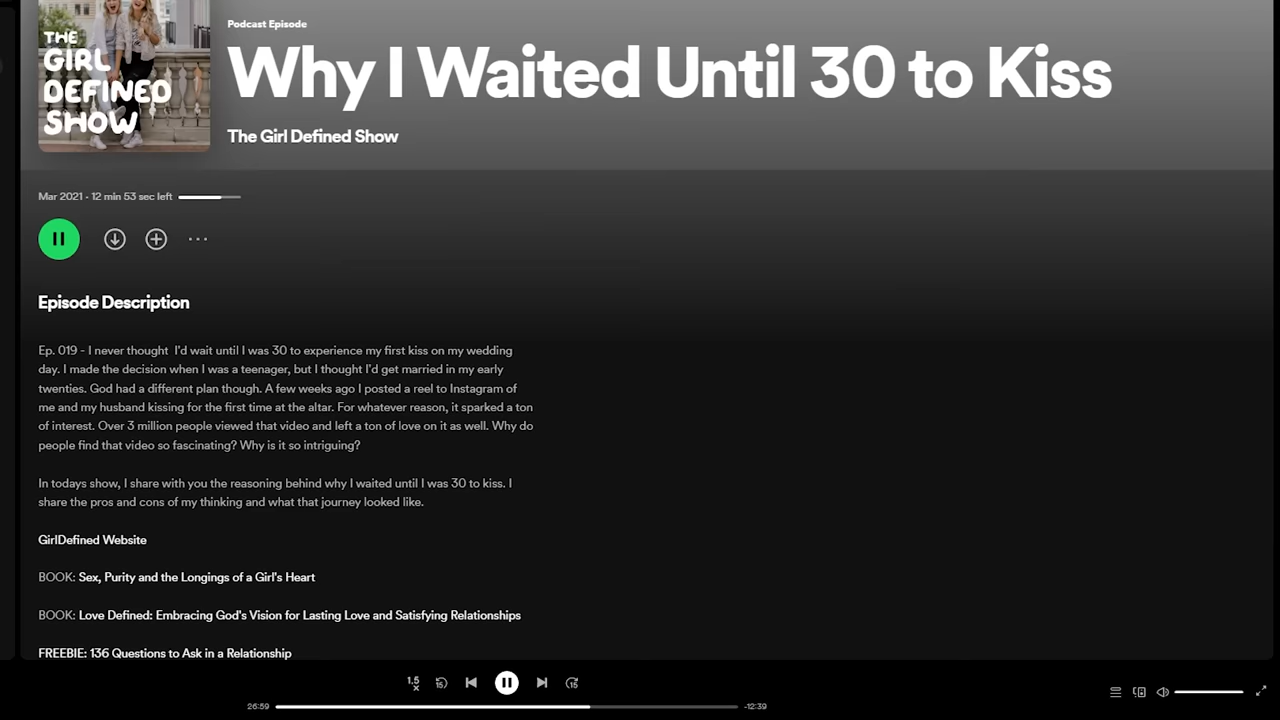 Podcast Episode
Why I Waited Until 30 to Kiss
THE
GIRL
DEFINED
SHOW
The Girl Defined Show
Mar 2021 - 12 min 53 sec left
Episode Description
Ep. 019 - I never thought  I'd wait until I was 30 to experience my first kiss on my wedding
day. I made the decision when I was a teenager, but I thought I'd get married in my early
twenties. God had a different plan though. A few weeks ago I posted a reel to Instagram of
me and my husband kissing for the first time at the altar. For whatever reason, it sparked a ton
of interest. Over 3 million people viewed that video and left a ton of love on it as well. Why do
people find that video so fascinating? Why is it so intriguing?
In todays show, I share with you the reasoning behind why I waited until I was 30 to kiss. I
share the pros and cons of my thinking and what that journey looked like.
GirlDefined Website
BOOK: Sex, Purity and the Longings of a Girl's Heart
BOOK: Love Defined: Embracing God's Vision for Lasting Love and Satisfying Relationships
FREEBIE: 136 Questions to Ask in a Relationship
1.5x
15
15
26:59
-12:39